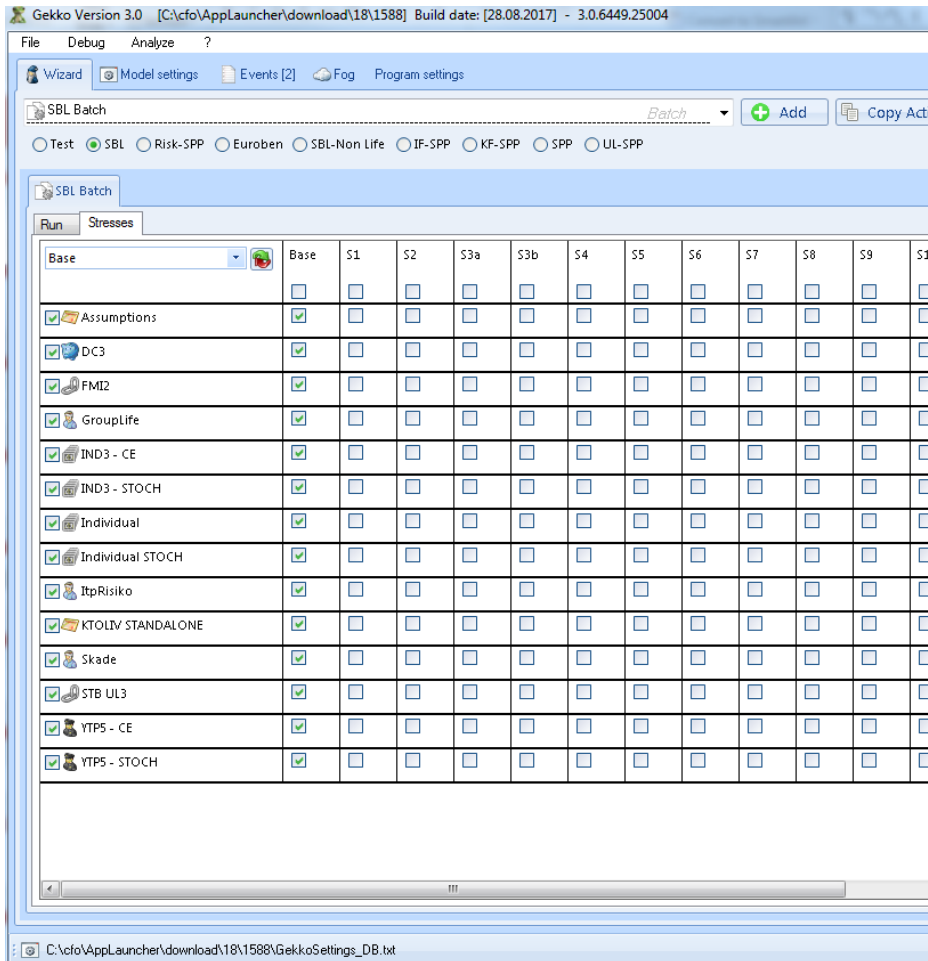 Gekko Version 3.0 [C:\cfo\AppLauncher\download\18\1588] Build date: [28.08.2017] - 3.0.6449.25004
File Debug Analyze ?
Wizard Model settings Events [2] Fog Program settings
SBL Batch Batch Add Copy Acti
Test SBL Risk-SPP Euroben SBL-Non Life IF-SPP KF-SPP SPP UL-SPP
SBL Batch
Run Stresses
Base Base S1 S2 S3a S3b S4 S5 S6 S7 S8 S9 S1
Assumptions
DC3
FMI2
GroupLife
IND3 - CE
IND3 - STOCH
Individual
Individual STOCH
ItpRisiko
KTOLIV STANDALONE
Skade
STB UL3
YTP5 - CE
YTP5 - STOCH
C:\cfo\AppLauncher\download\18\1588\GekkoSettings_DB.txt